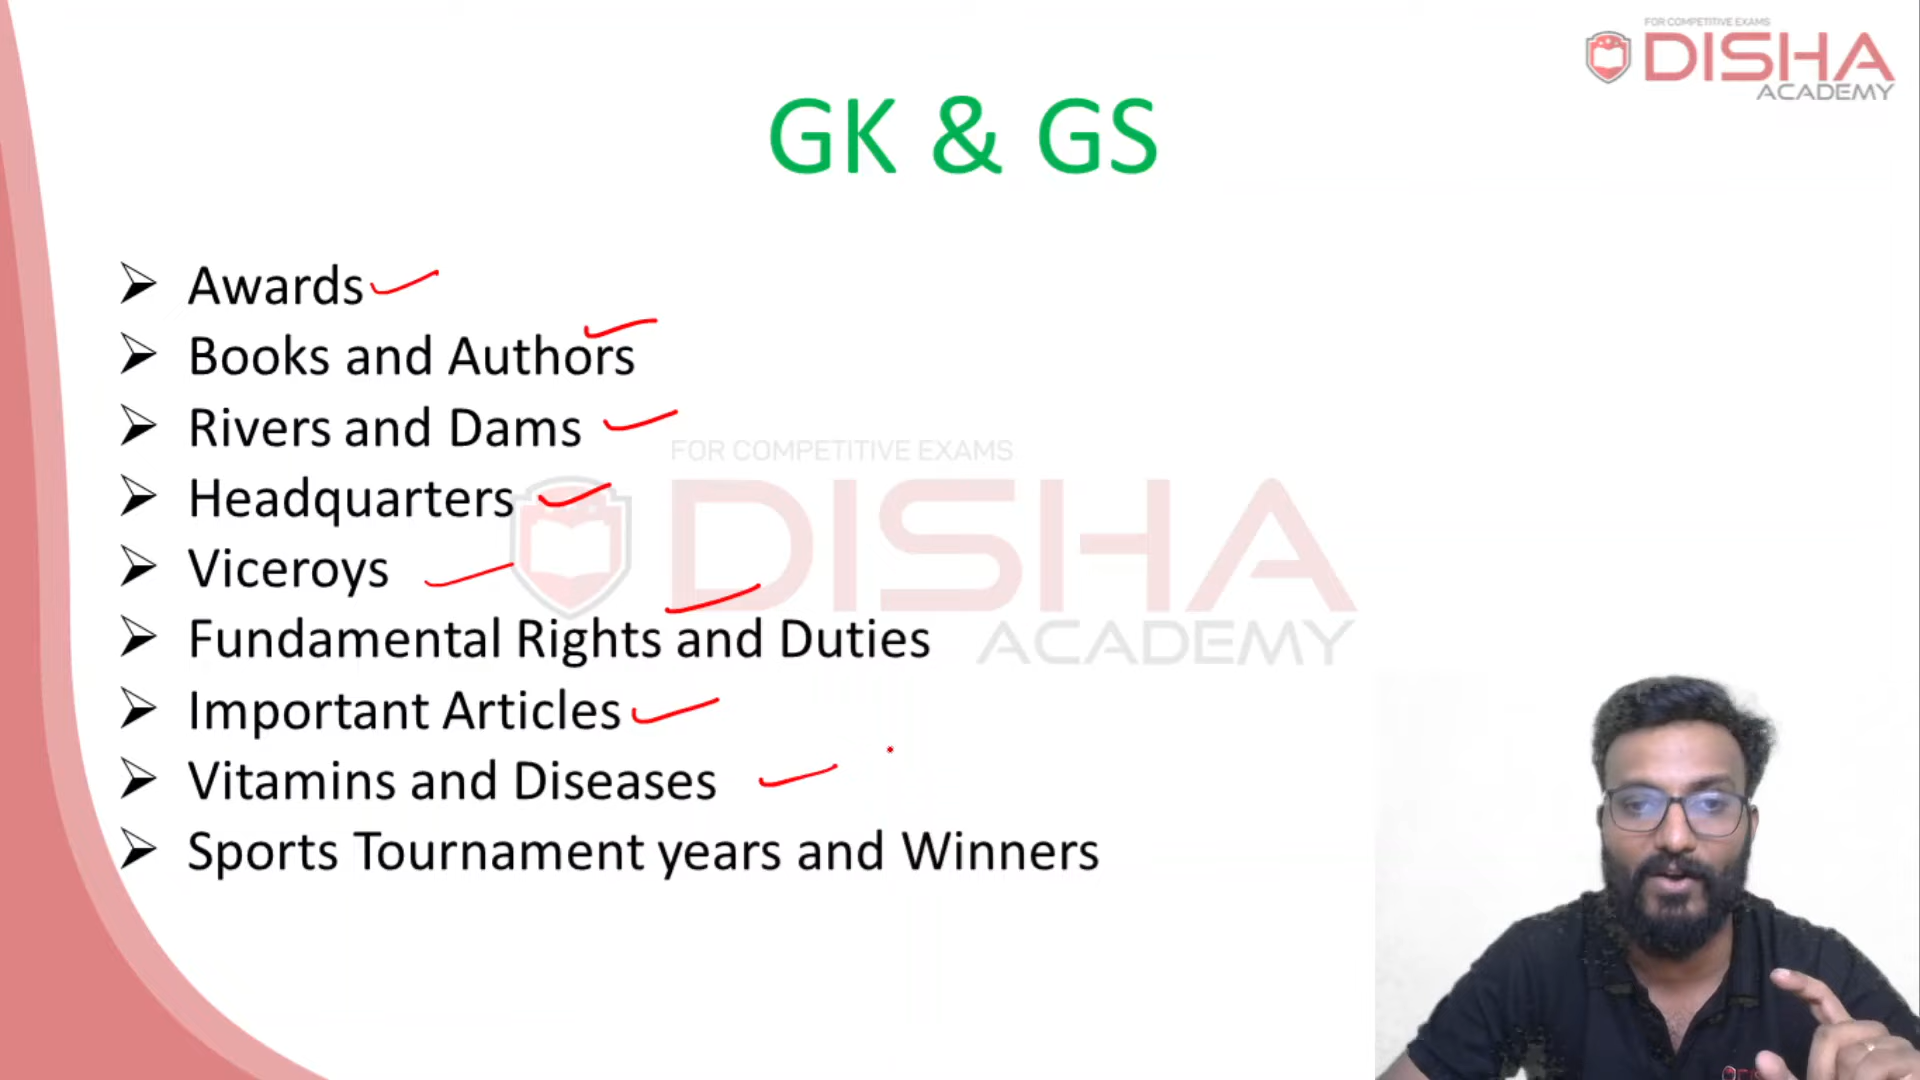 FOR COMPETITIVE EXAMS
DISHA
ACADEMY
GK & GS
Awards
Books and Authors
Rivers and Dams
Headquarters
Viceroys
Fundamental Rights and Duties
Important Articles
Vitamins and Diseases
Sports Tournament years and Winners
FOR COMPETITIVE EXAMS
DISHA
ACADEMY